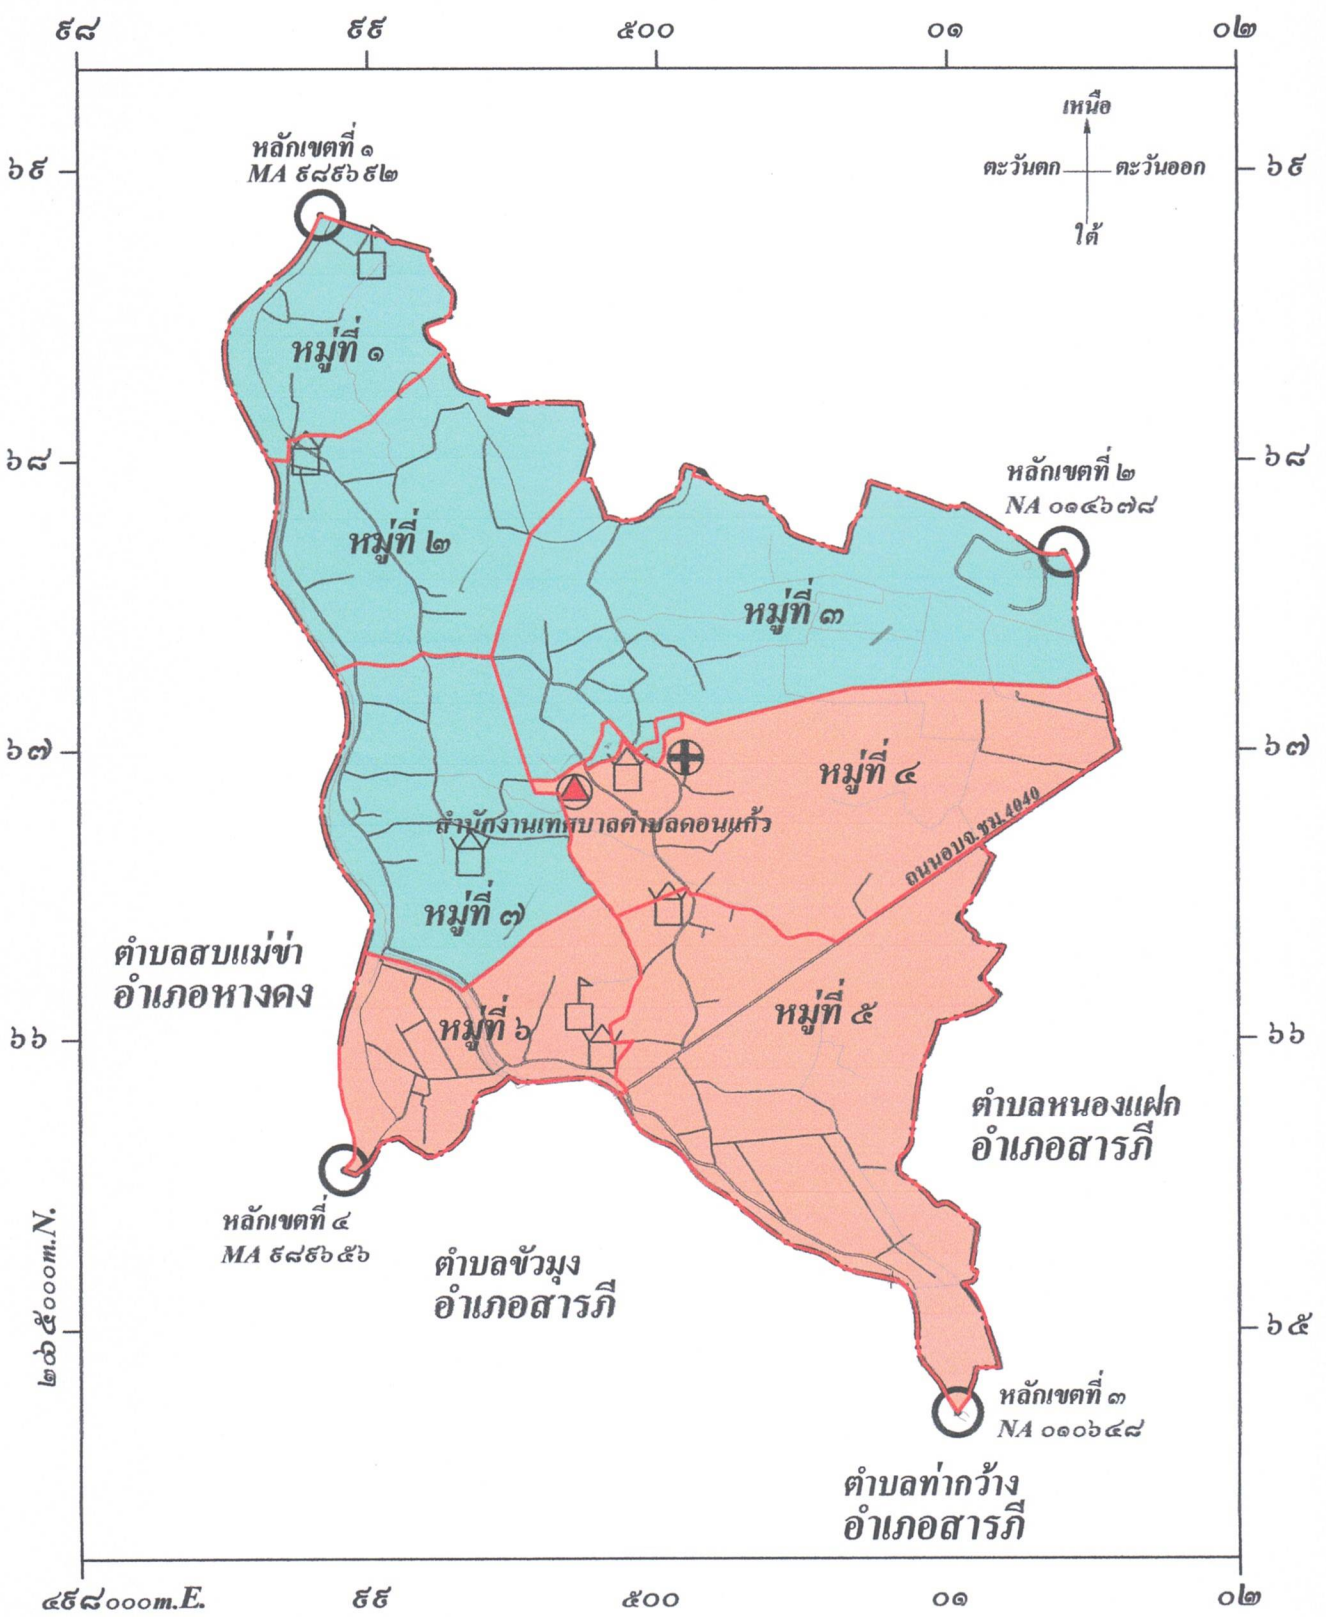 ๙๘ ๙๙ ๕๐๐ ๐๑ ๐๒
เหนือ
ตะวันตก ตะวันออก
ใต้
หลักเขตที่ ๑
MA ๙๘๙๖๙๒
๖๙ ๖๙
หมู่ที่ ๑
๖๘ ๖๘
หลักเขตที่ ๒
NA ๐๑๔๖๗๘
หมู่ที่ ๒
หมู่ที่ ๓
๖๗ ๖๗
หมู่ที่ ๔
ถนนอบจ.ชม.4040
สำนักงานเทศบาลตำบลดอนแก้ว
หมู่ที่ ๗
ตำบลสบแม่ข่า
อำเภอหางดง
หมู่ที่ ๕
หมู่ที่ ๖
๖๖ ๖๖
ตำบลหนองแฝก
อำเภอสารภี
หลักเขตที่ ๔
MA ๙๘๙๖๕๖
ตำบลขัวมุง
อำเภอสารภี
๒๐๖๕๐๐๐m.N. ๖๕
หลักเขตที่ ๓
NA ๐๑๐๖๔๘
ตำบลท่ากว้าง
อำเภอสารภี
๔๙๘๐๐๐m.E. ๙๙ ๕๐๐ ๐๑ ๐๒